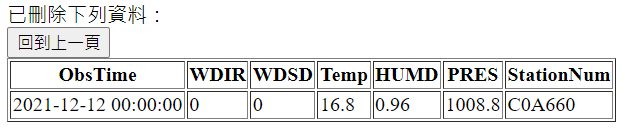 已刪除下列資料：
回到上一頁
ObsTime WDIR WDSD Temp HUMD PRES StationNum
2021-12-12 00:00:00 0 0 16.8 0.96 1008.8 C0A660